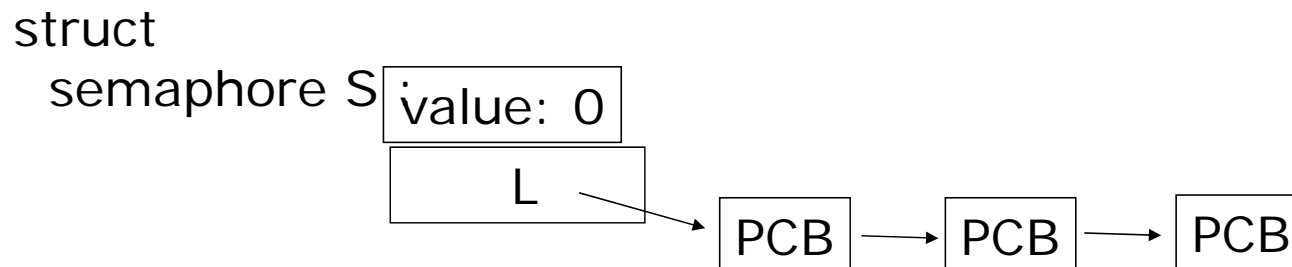 struct
semaphore S;
value: 0
L
PCB PCB PCB